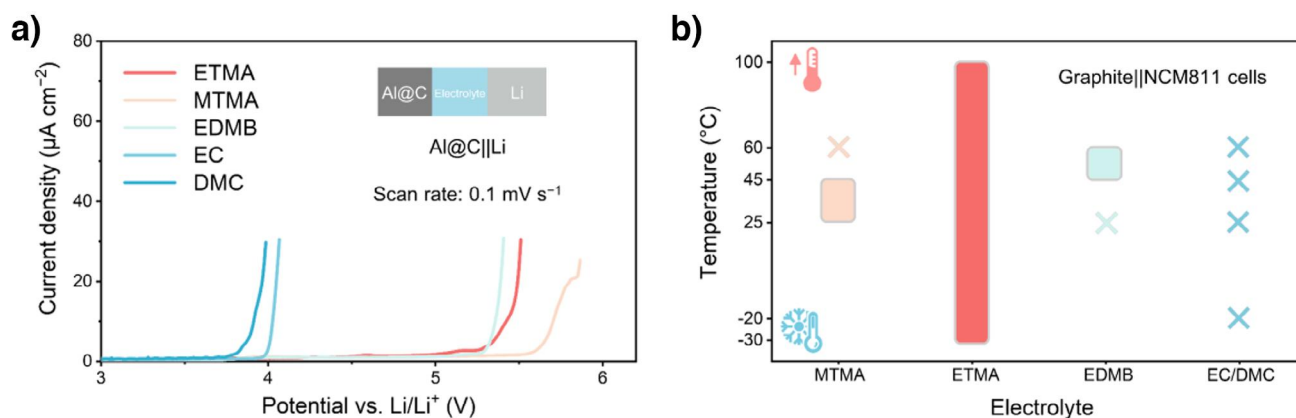 a)
80
60
40
20
0
Current density (µA cm⁻²)
ETMA
MTMA
EDMB
EC
DMC
Al@C Electrolyte Li
Al@C||Li
Scan rate: 0.1 mV s⁻¹
3 4 5 6
Potential vs. Li/Li⁺ (V)
b)
Graphite||NCM811 cells
100
60
45
25
-20
-30
Temperature (°C)
MTMA ETMA EDMB EC/DMC
Electrolyte